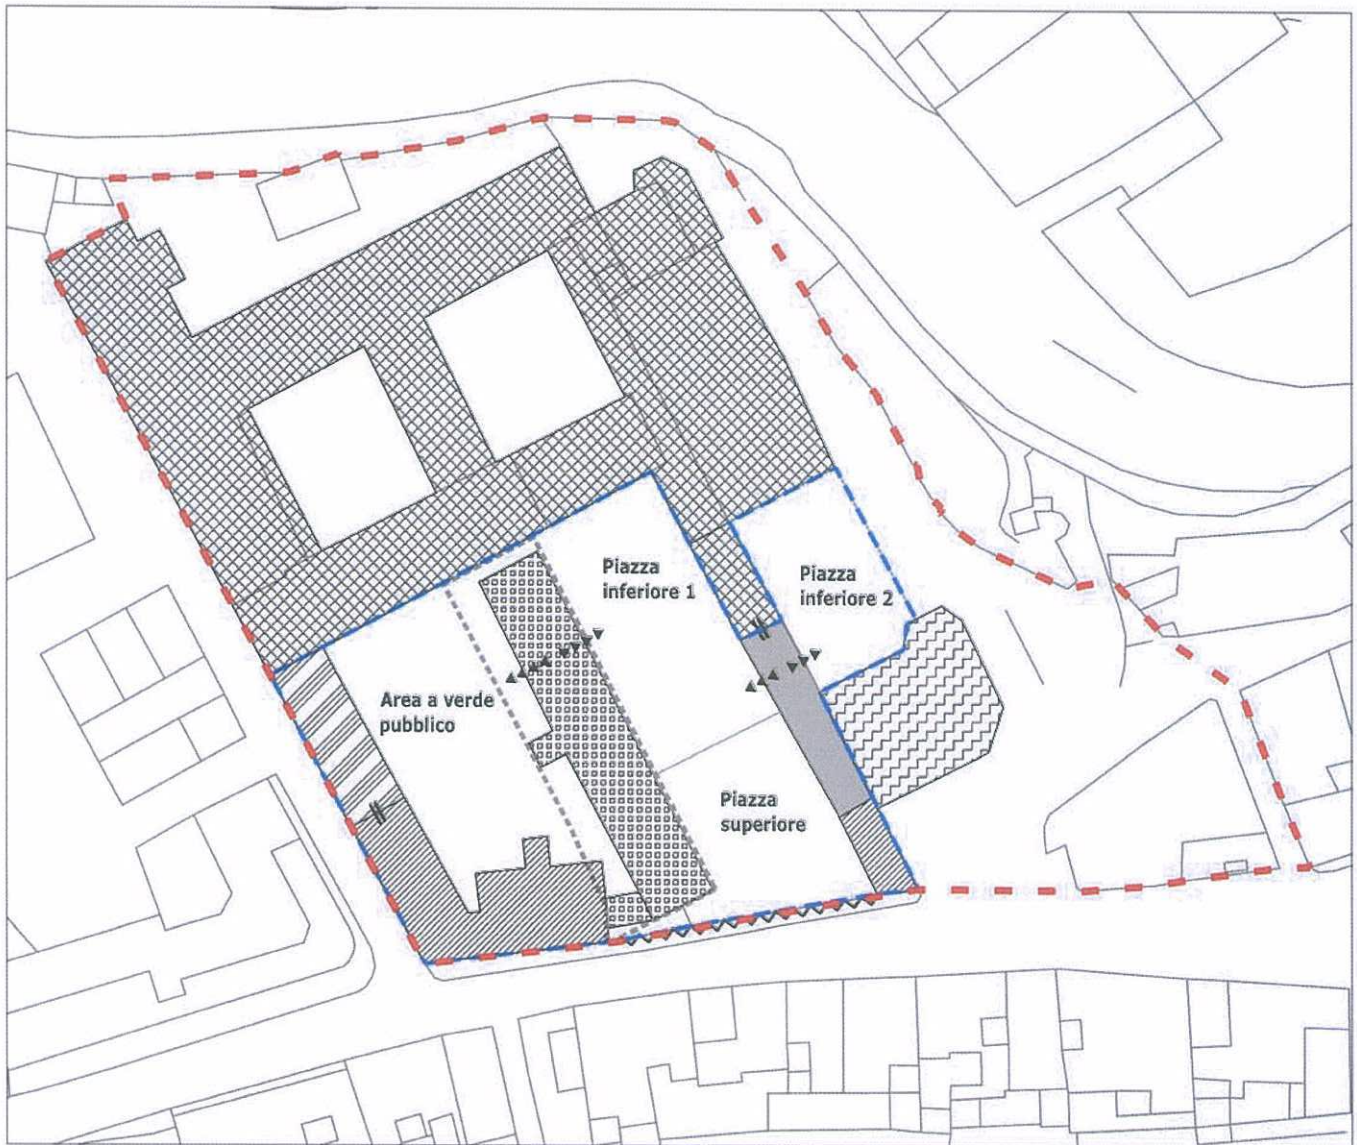 Piazza
inferiore 1
Piazza
inferiore 2
Area a verde
pubblico
Piazza
superiore